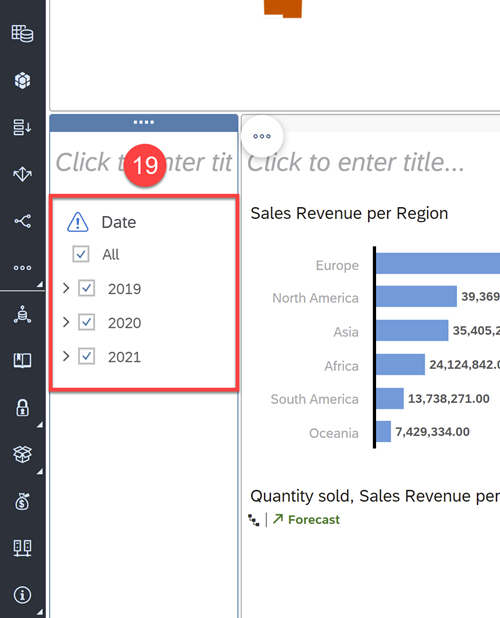 Click to enter tit
19
Click to enter title...
Date
All
2019
2020
2021
Sales Revenue per Region
Europe
North America 39,369
Asia 35,405,2
Africa 24,124,842.0
South America 13,738,271.00
Oceania 7,429,334.00
Quantity sold, Sales Revenue per
Forecast